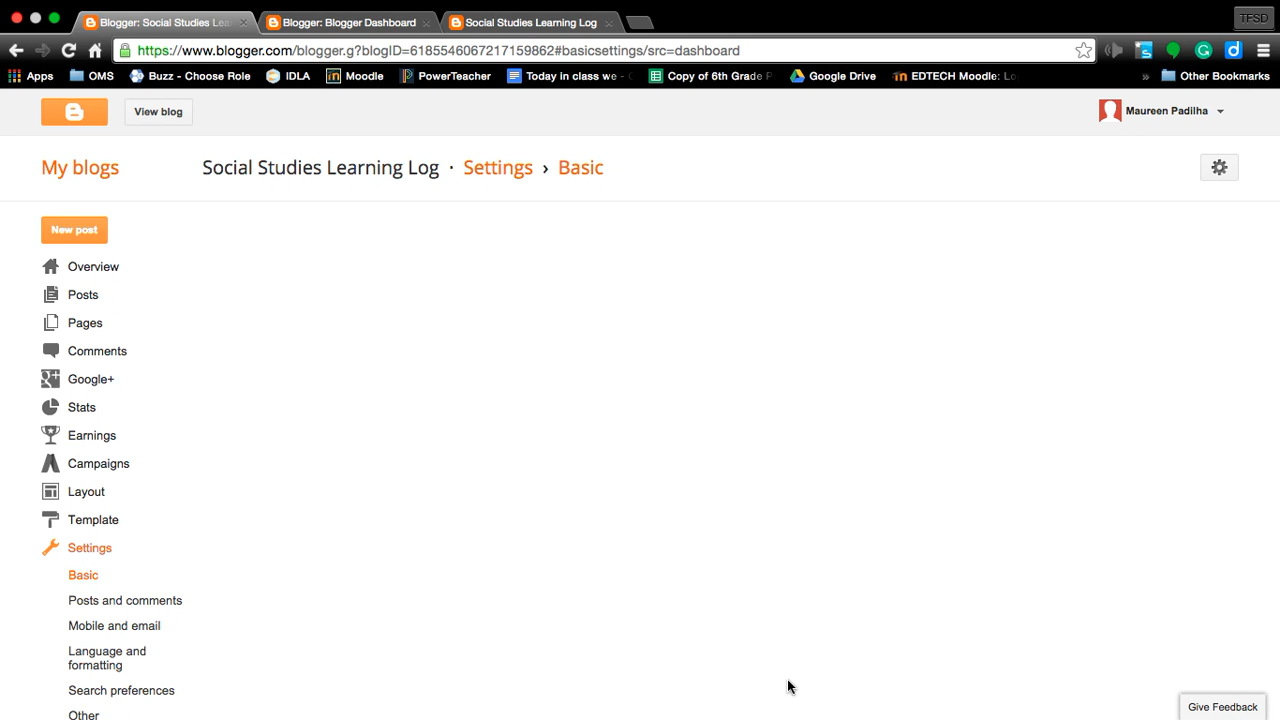 Blogger: Social Studies Lea
Blogger: Blogger Dashboard
Social Studies Learning Log
TFSD
https://www.blogger.com/blogger.g?blogID=6185546067217159862#basicsettings/src=dashboard
Apps
OMS
Buzz - Choose Role
IDLA
Moodle
PowerTeacher
Today in class we -
Copy of 6th Grade P
Google Drive
EDTECH Moodle: Lo
»
Other Bookmarks
View blog
Maureen Padilha
My blogs
Social Studies Learning Log · Settings › Basic
New post
Overview
Posts
Pages
Comments
Google+
Stats
Earnings
Campaigns
Layout
Template
Settings
Basic
Posts and comments
Mobile and email
Language and
formatting
Search preferences
Other
Give Feedback